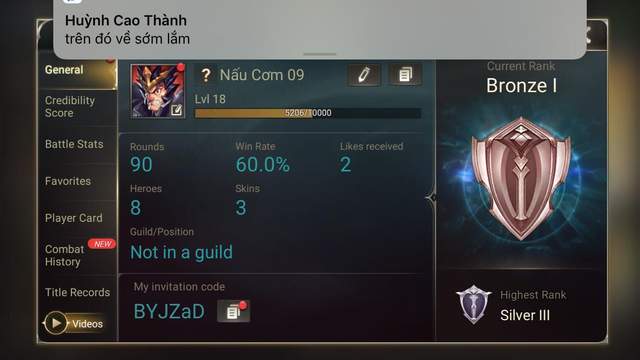 Huỳnh Cao Thành
trên đó về sớm lắm
General
Credibility
Score
Battle Stats
Favorites
Player Card
Combat
History
NEW
Title Records
Videos
? Nấu Cơm 09
Lvl 18
5206/10000
Rounds
90
Win Rate
60.0%
Likes received
2
Heroes
8
Skins
3
Guild/Position
Not in a guild
My invitation code
BYJZaD
Current Rank
Bronze I
Highest Rank
Silver III